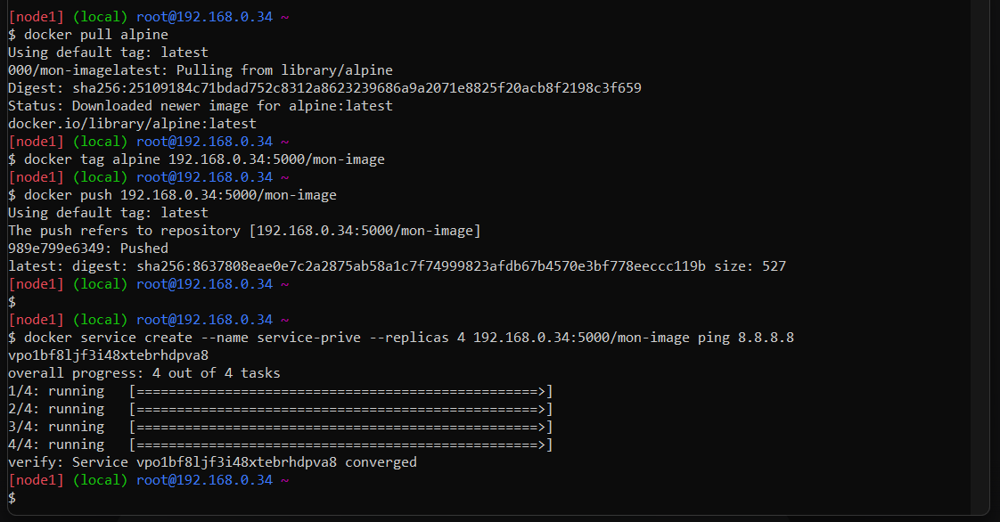 [node1] (local) root@192.168.0.34 ~
$ docker pull alpine
Using default tag: latest
000/mon-imagelatest: Pulling from library/alpine
Digest: sha256:25109184c71bdad752c8312a8623239686a9a2071e8825f20acb8f2198c3f659
Status: Downloaded newer image for alpine:latest
docker.io/library/alpine:latest
[node1] (local) root@192.168.0.34 ~
$ docker tag alpine 192.168.0.34:5000/mon-image
[node1] (local) root@192.168.0.34 ~
$ docker push 192.168.0.34:5000/mon-image
Using default tag: latest
The push refers to repository [192.168.0.34:5000/mon-image]
989e799e6349: Pushed
latest: digest: sha256:8637808eae0e7c2a2875ab58a1c7f74999823afdb67b4570e3bf778eeccc119b size: 527
[node1] (local) root@192.168.0.34 ~
$
[node1] (local) root@192.168.0.34 ~
$ docker service create --name service-prive --replicas 4 192.168.0.34:5000/mon-image ping 8.8.8.8
vpo1bf8ljf3i48xtebrhdpva8
overall progress: 4 out of 4 tasks
1/4: running   [==================================================>]
2/4: running   [==================================================>]
3/4: running   [==================================================>]
4/4: running   [==================================================>]
verify: Service vpo1bf8ljf3i48xtebrhdpva8 converged
[node1] (local) root@192.168.0.34 ~
$